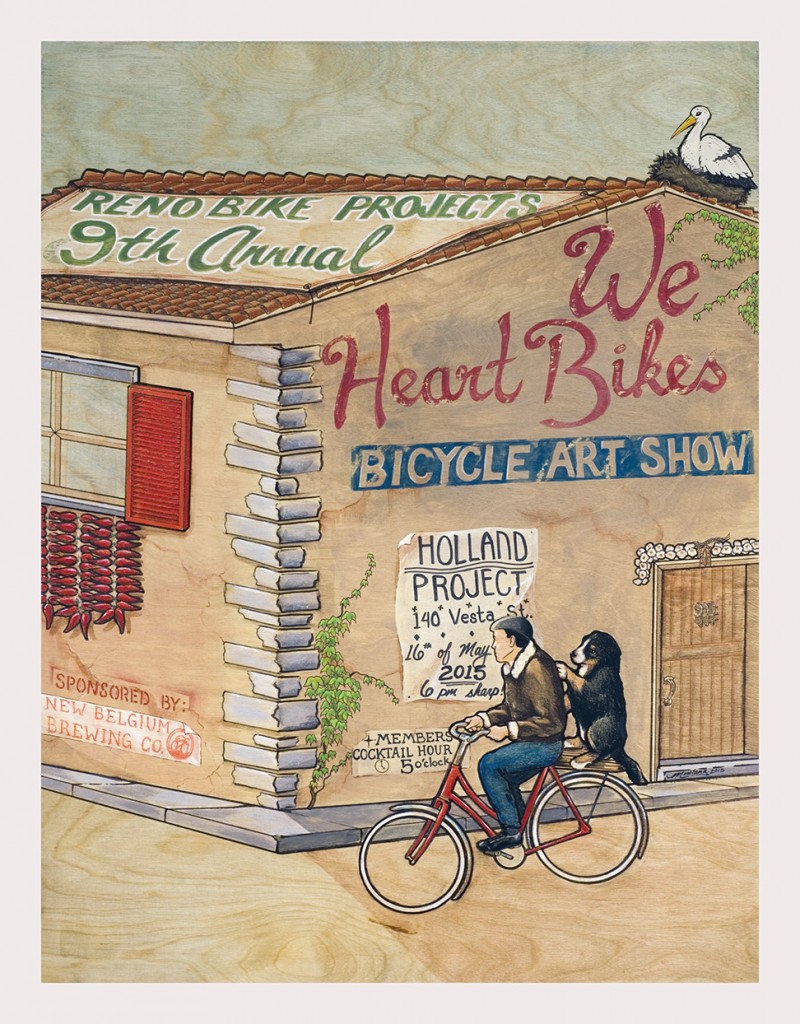 RENO BIKE PROJECTS
9th Annual
We
Heart Bikes
BICYCLE ART SHOW
HOLLAND
PROJECT
140 Vesta St.
16th of May
2015
6 pm sharp!
+ MEMBERS
COCKTAIL HOUR
5 o'clock
SPONSORED BY:
NEW BELGIUM
BREWING CO.